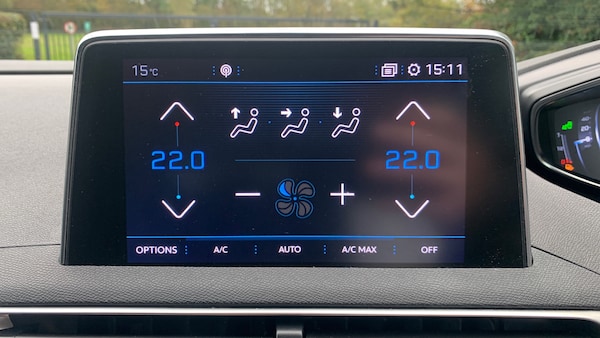 15°C 15:11
22.0 22.0
OPTIONS A/C AUTO A/C MAX OFF